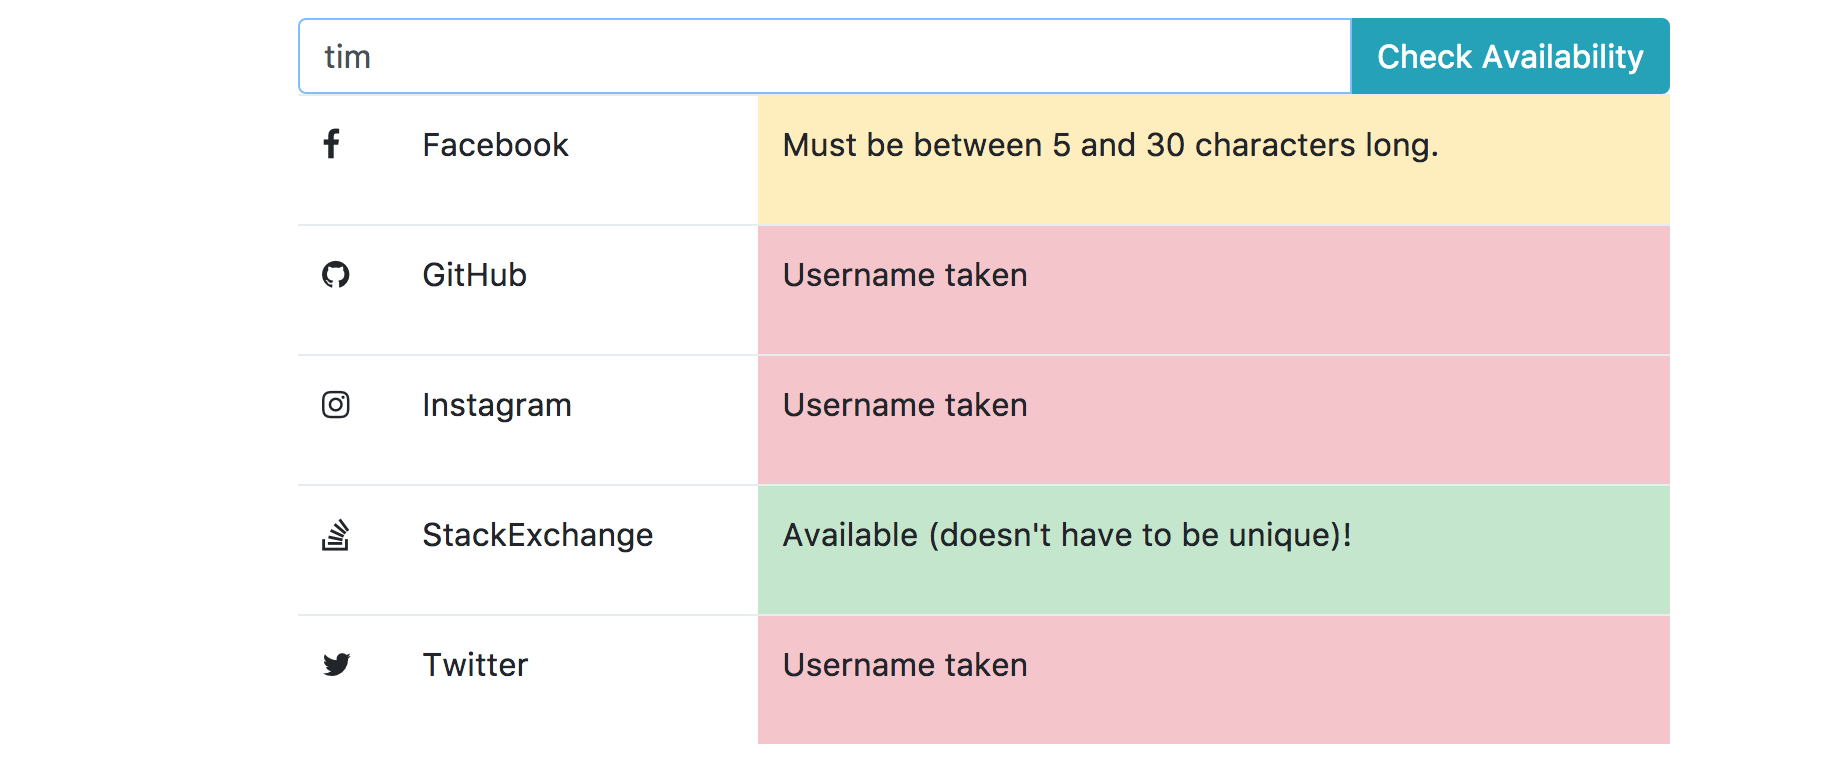 tim
Check Availability
Facebook
Must be between 5 and 30 characters long.
GitHub
Username taken
Instagram
Username taken
StackExchange
Available (doesn't have to be unique)!
Twitter
Username taken